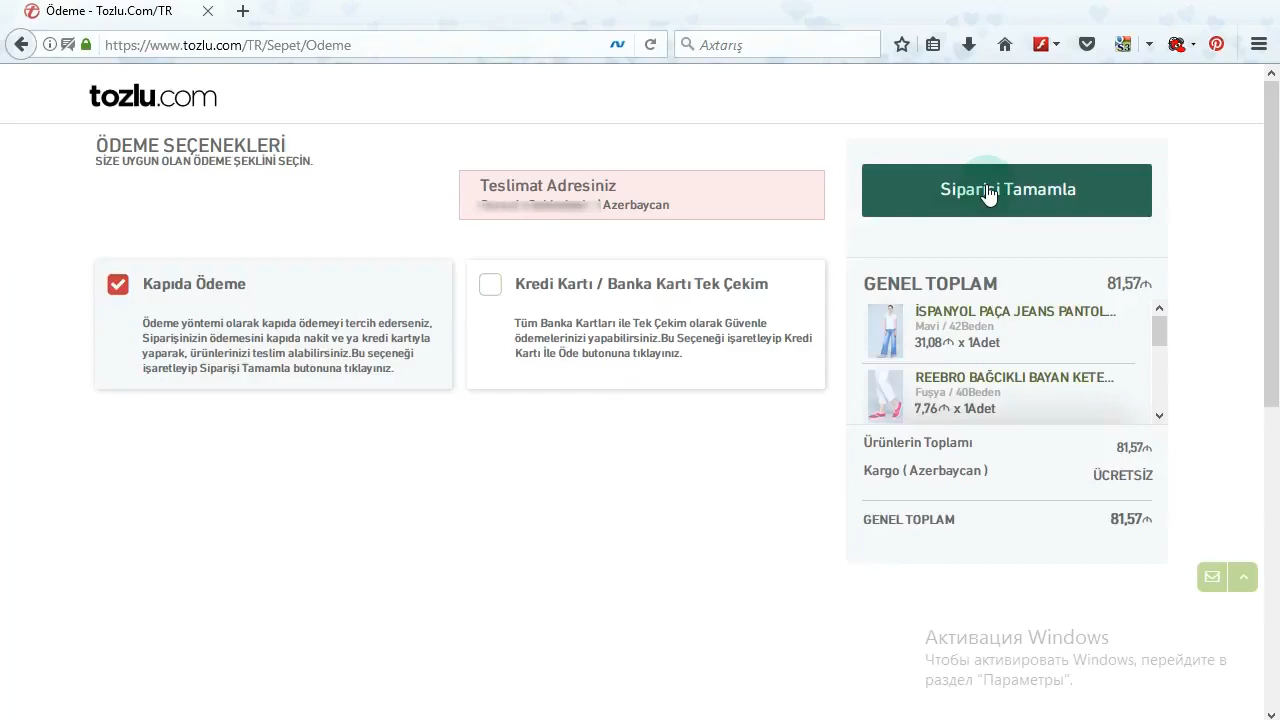 Ödeme - Tozlu.Com/TR
https://www.tozlu.com/TR/Sepet/Odeme
Axtarış
tozlu.com
ÖDEME SEÇENEKLERİ
SİZE UYGUN OLAN ÖDEME ŞEKLİNİ SEÇİN.
Teslimat Adresiniz
Azerbaycan
Siparişi Tamamla
Kapıda Ödeme
Ödeme yöntemi olarak kapıda ödemeyi tercih ederseniz,
Siparişinizin ödemesini kapıda nakit ve ya kredi kartıyla
yaparak, ürünlerinizi teslim alabilirsiniz.Bu seçeneği
işaretleyip Siparişi Tamamla butonuna tıklayınız.
Kredi Kartı / Banka Kartı Tek Çekim
Tüm Banka Kartları ile Tek Çekim olarak Güvenle
ödemelerinizi yapabilirsiniz.Bu Seçeneği işaretleyip Kredi
Kartı İle Öde butonuna tıklayınız.
GENEL TOPLAM 81,57₼
İSPANYOL PAÇA JEANS PANTOL...
Mavi / 42Beden
31,08₼ x 1Adet
REEBRO BAĞCIKLI BAYAN KETE...
Fuşya / 40Beden
7,76₼ x 1Adet
Ürünlerin Toplamı 81,57₼
Kargo ( Azerbaycan ) ÜCRETSİZ
GENEL TOPLAM 81,57₼
Активация Windows
Чтобы активировать Windows, перейдите в
раздел "Параметры".